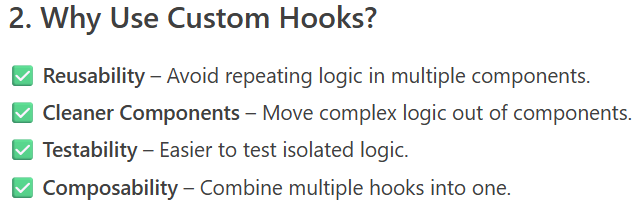 2. Why Use Custom Hooks?
✅ Reusability – Avoid repeating logic in multiple components.
✅ Cleaner Components – Move complex logic out of components.
✅ Testability – Easier to test isolated logic.
✅ Composability – Combine multiple hooks into one.